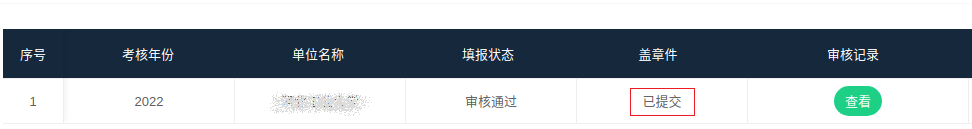 序号 考核年份 单位名称 填报状态 盖章件 审核记录
1 2022 审核通过 已提交 查看